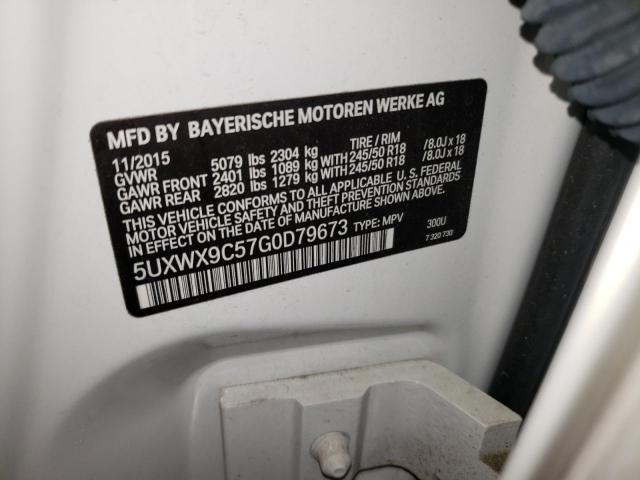 MFD BY BAYERISCHE MOTOREN WERKE AG
11/2015 TIRE / RIM
GVWR 5079 lbs 2304 kg
GAWR FRONT 2401 lbs 1089 kg WITH 245/50 R18 / 8.0J x 18
GAWR REAR 2820 lbs 1279 kg WITH 245/50 R18 / 8.0J x 18
THIS VEHICLE CONFORMS TO ALL APPLICABLE U. S. FEDERAL
MOTOR VEHICLE SAFETY STANDARDS IN EFFECT
ON THE DATE OF MANUFACTURE SHOWN ABOVE.
5UXWX9C57G0D79673 TYPE: MPV 300U
7 320 730